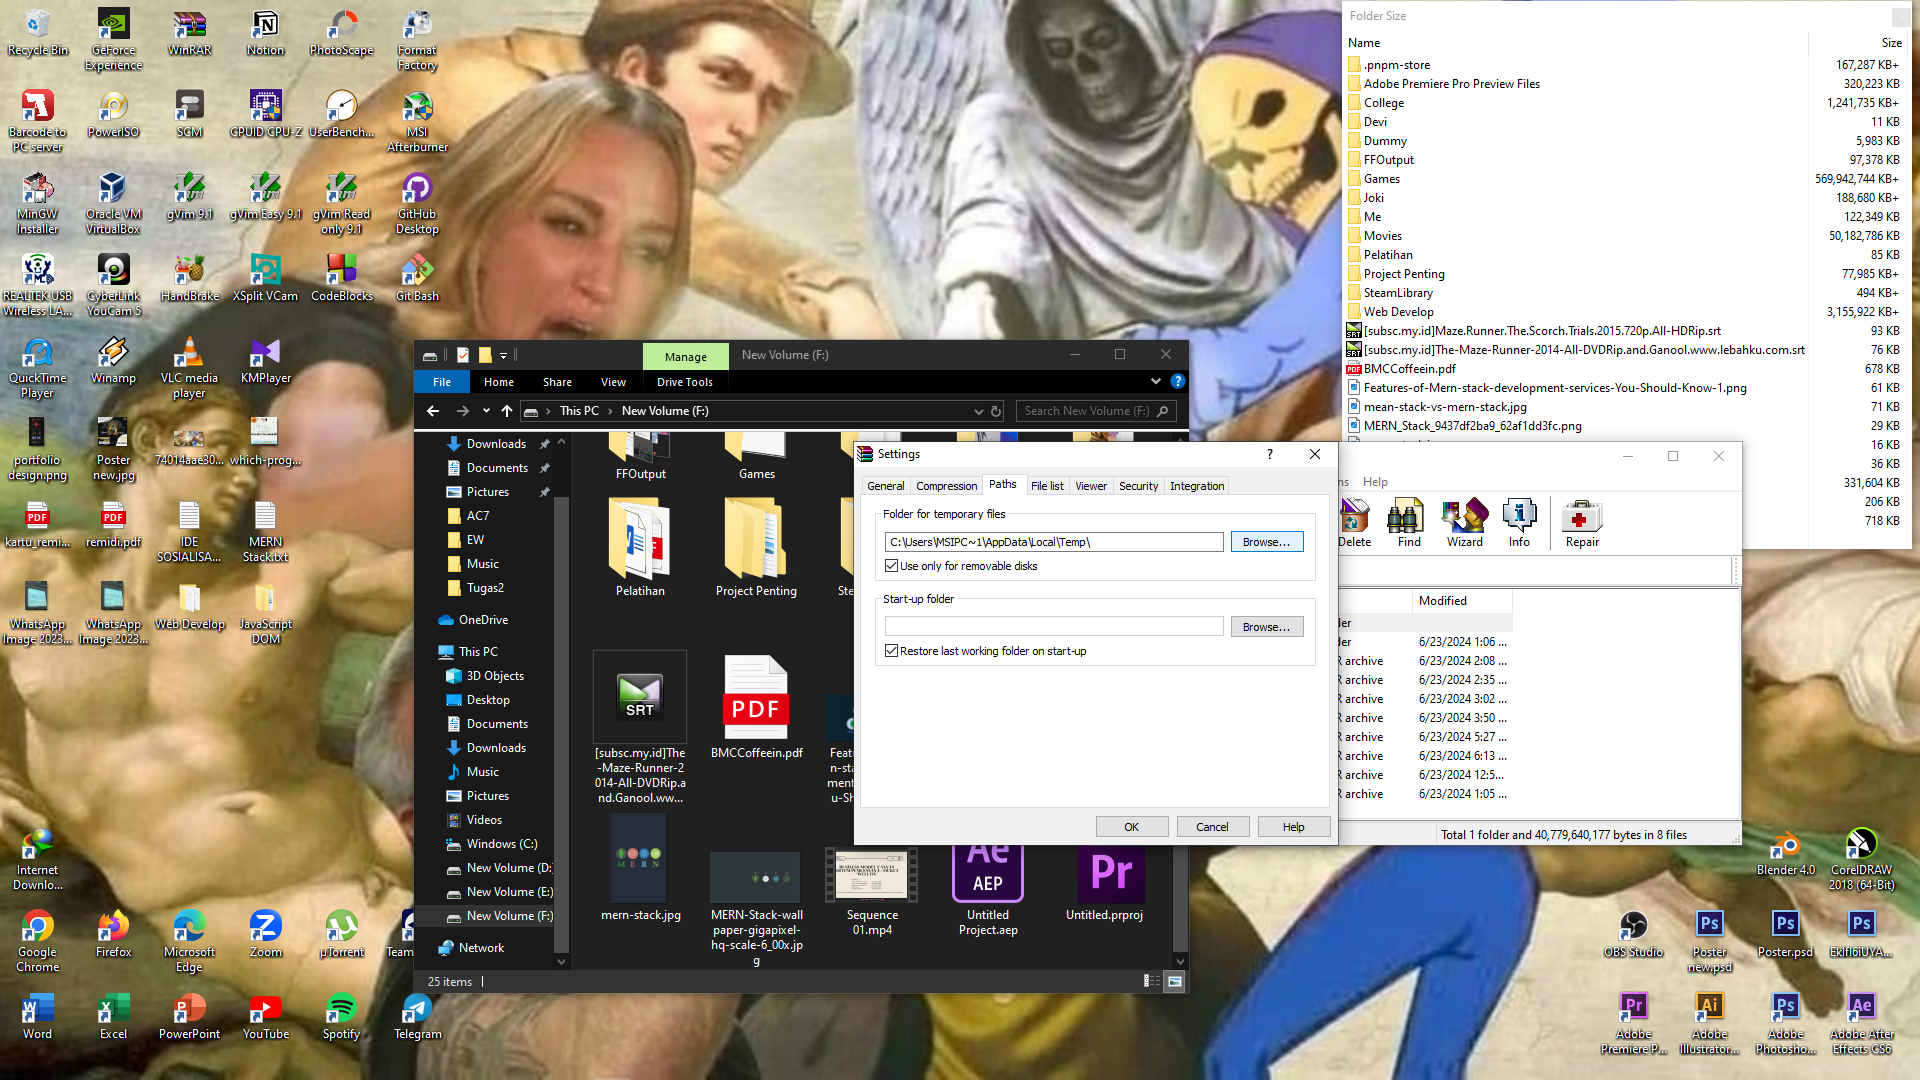 Recycle Bin
GeForce
Experience
WinRAR
Notion
PhotoScape
Format
Factory
Barcode to
PC server
PowerISO
SCM
CPUID CPU-Z
UserBench...
MSI
Afterburner
MinGW
Installer
Oracle VM
VirtualBox
gVim 9.1
gVim Easy 9.1
gVim Read
only 9.1
GitHub
Desktop
REALTEK USB
Wireless LA...
CyberLink
YouCam 5
HandBrake
XSplit VCam
CodeBlocks
Git Bash
QuickTime
Player
Winamp
VLC media
player
KMPlayer
portfolio
design.png
Poster
new.jpg
74014aae30...
which-prog...
kartu_remi...
remidi.pdf
IDE
SOSIALISA...
MERN
Stack.txt
WhatsApp
Image 2023...
WhatsApp
Image 2023...
Web Develop
JavaScript
DOM
Internet
Downlo...
Google
Chrome
Firefox
Microsoft
Edge
Zoom
µTorrent
Team
Word
Excel
PowerPoint
YouTube
Spotify
Telegram
Manage
New Volume (F:)
File
Home
Share
View
Drive Tools
This PC
New Volume (F:)
Search New Volume (F:)
Downloads
Documents
Pictures
AC7
EW
Music
Tugas2
OneDrive
This PC
3D Objects
Desktop
Documents
Downloads
Music
Pictures
Videos
Windows (C:)
New Volume (D:
New Volume (E:)
New Volume (F:)
Network
FFOutput
Games
Pelatihan
Project Penting
Ste
SRT
[subsc.my.id]The
-Maze-Runner-2
014-All-DVDRip.a
nd.Ganool.ww...
PDF
BMCCoffeein.pdf
Feat
n-sta
ment
u-Sh
MERN
mern-stack.jpg
MERN-Stack-wall
paper-gigapixel-
hq-scale-6_00x.jp
g
Sequence
01.mp4
Ae
AEP
Untitled
Project.aep
Pr
Untitled.prproj
25 items
Settings
?
General
Compression
Paths
File list
Viewer
Security
Integration
Folder for temporary files
C:\Users\MSIPC~1\AppData\Local\Temp\
Browse...
Use only for removable disks
Start-up folder
Browse...
Restore last working folder on start-up
OK
Cancel
Help
Folder Size
Name
Size
.pnpm-store
167,287 KB+
Adobe Premiere Pro Preview Files
320,223 KB
College
1,241,735 KB+
Devi
11 KB
Dummy
5,983 KB
FFOutput
97,378 KB
Games
569,942,744 KB+
Joki
188,680 KB+
Me
122,349 KB
Movies
50,182,786 KB
Pelatihan
85 KB
Project Penting
77,985 KB+
SteamLibrary
494 KB+
Web Develop
3,155,922 KB+
[subsc.my.id]Maze.Runner.The.Scorch.Trials.2015.720p.All-HDRip.srt
93 KB
[subsc.my.id]The-Maze-Runner-2014-All-DVDRip.and.Ganool.www.lebahku.com.srt
76 KB
BMCCoffeein.pdf
678 KB
Features-of-Mern-stack-development-services-You-Should-Know-1.png
61 KB
mean-stack-vs-mern-stack.jpg
71 KB
MERN_Stack_9437df2ba9_62af1dd3fc.png
29 KB
16 KB
36 KB
331,604 KB
206 KB
718 KB
ns
Help
Delete
Find
Wizard
Info
Repair
Modified
der
der
6/23/2024 1:06 ...
R archive
6/23/2024 2:08 ...
R archive
6/23/2024 2:35 ...
R archive
6/23/2024 3:02 ...
R archive
6/23/2024 3:50 ...
R archive
6/23/2024 5:27 ...
R archive
6/23/2024 6:13 ...
R archive
6/23/2024 12:5...
R archive
6/23/2024 1:05 ...
Total 1 folder and 40,779,640,177 bytes in 8 files
Blender 4.0
CorelDRAW
2018 (64-Bit)
OBS Studio
Poster
new.psd
Poster.psd
Adobe
Premiere P...
Adobe
Illustrator...
Adobe
Photosho...
Adobe After
Effects CS6